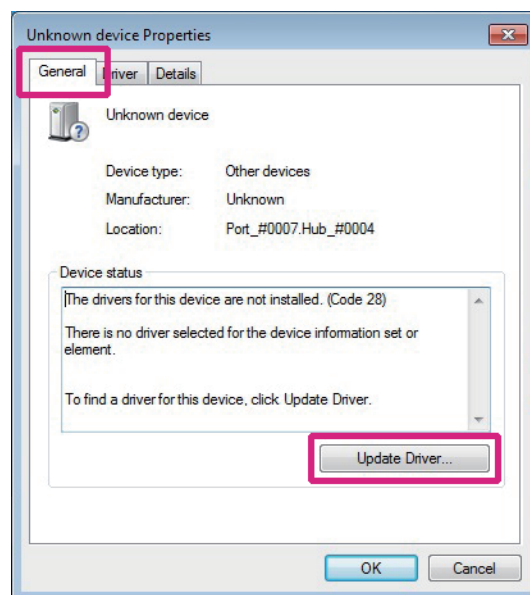 Unknown device Properties
General Driver Details
Unknown device
Device type: Other devices
Manufacturer: Unknown
Location: Port_#0007.Hub_#0004
Device status
The drivers for this device are not installed. (Code 28)
There is no driver selected for the device information set or
element.
To find a driver for this device, click Update Driver.
Update Driver...
OK Cancel